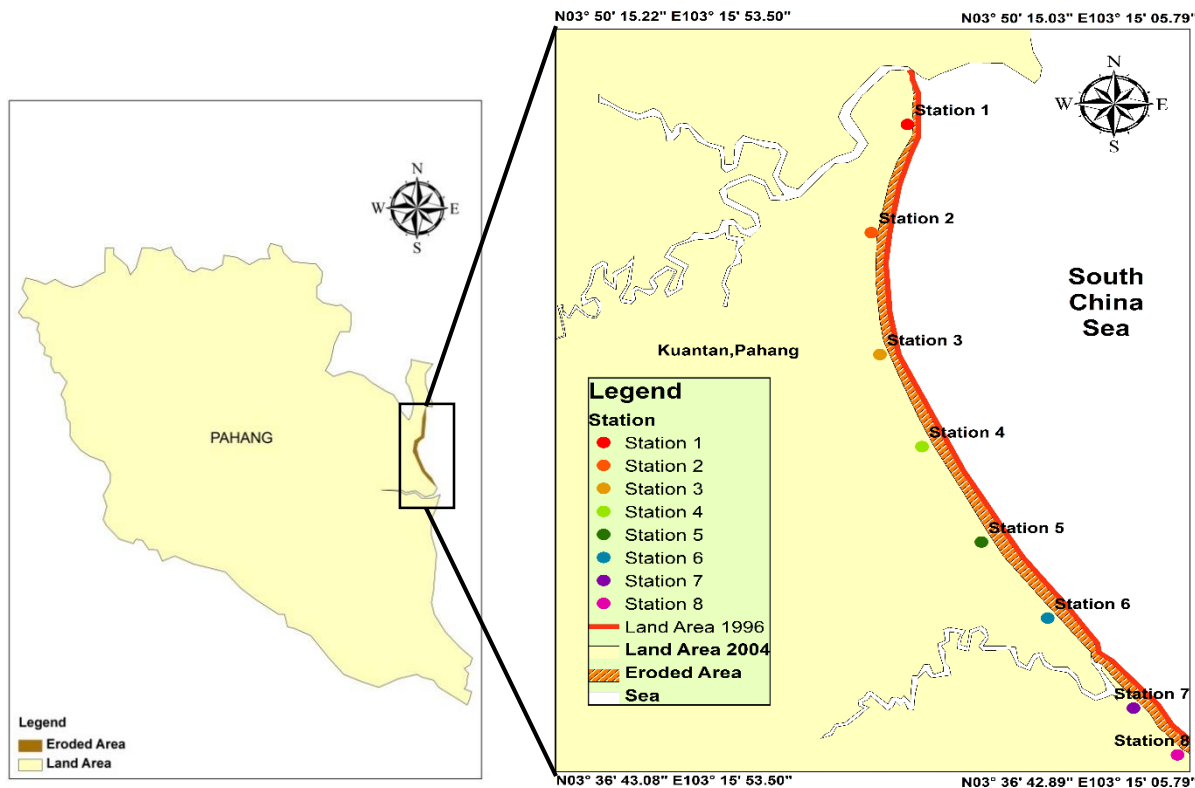 N03° 50' 15.22" E103° 15' 53.50"
N03° 50' 15.03" E103° 15' 05.79"
N
W
E
S
PAHANG
Legend
Eroded Area
Land Area
N
W
E
S
Station 1
Station 2
Station 3
Station 4
Station 5
Station 6
Station 7
Station 8
South
China
Sea
Kuantan,Pahang
Legend
Station
Station 1
Station 2
Station 3
Station 4
Station 5
Station 6
Station 7
Station 8
Land Area 1996
Land Area 2004
Eroded Area
Sea
N03° 36' 43.08" E103° 15' 53.50"
N03° 36' 42.89" E103° 15' 05.79'